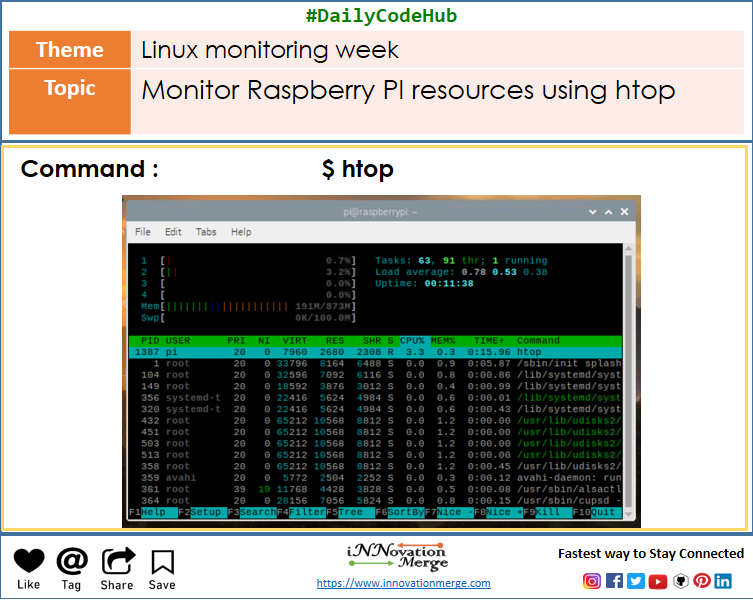 #DailyCodeHub
Theme Linux monitoring week
Topic Monitor Raspberry PI resources using htop
Command : $ htop
pi@raspberrypi: ~
File Edit Tabs Help
1 [| 0.7%] Tasks: 63, 91 thr; 1 running
2 [|| 3.2%] Load average: 0.78 0.53 0.38
3 [ 0.0%] Uptime: 00:11:38
4 [ 0.0%]
Mem[||||||||||||||||||||| 191M/873M]
Swp[ 0K/100.0M]
PID USER PRI NI VIRT RES SHR S CPU% MEM% TIME+ Command
1387 pi 20 0 7960 2680 2308 R 3.3 0.3 0:15.96 htop
1 root 20 0 33796 8164 6488 S 0.0 0.9 0:05.87 /sbin/init splash
104 root 20 0 32596 7092 6116 S 0.0 0.8 0:00.86 /lib/systemd/syst
149 root 20 0 18592 3876 3012 S 0.0 0.4 0:00.99 /lib/systemd/syst
356 systemd-t 20 0 22416 5624 4984 S 0.0 0.6 0:00.01 /lib/systemd/syst
320 systemd-t 20 0 22416 5624 4984 S 0.0 0.6 0:00.43 /lib/systemd/syst
432 root 20 0 65212 10568 8812 S 0.0 1.2 0:00.00 /usr/lib/udisks2/
451 root 20 0 65212 10568 8812 S 0.0 1.2 0:00.00 /usr/lib/udisks2/
503 root 20 0 65212 10568 8812 S 0.0 1.2 0:00.00 /usr/lib/udisks2/
513 root 20 0 65212 10568 8812 S 0.0 1.2 0:00.00 /usr/lib/udisks2/
358 root 20 0 65212 10568 8812 S 0.0 1.2 0:00.45 /usr/lib/udisks2/
359 avahi 20 0 5772 2504 2252 S 0.0 0.3 0:00.12 avahi-daemon: run
361 root 39 19 11768 4428 3828 S 0.0 0.5 0:00.08 /usr/sbin/alsactl
364 root 20 0 28156 7056 5824 S 0.0 0.8 0:00.15 /usr/sbin/cupsd -
F1Help F2Setup F3SearchF4FilterF5Tree F6SortByF7Nice -F8Nice +F9Kill F10Quit
Like Tag Share Save
iNNovation
Merge
https://www.innovationmerge.com
Fastest way to Stay Connected